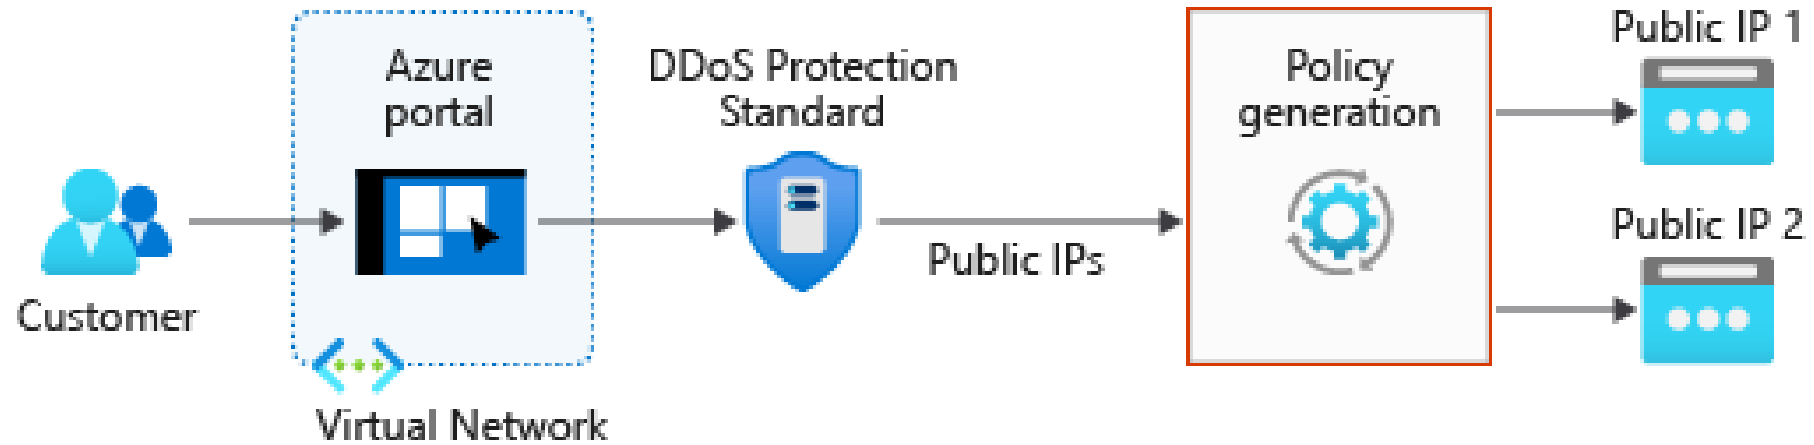 Customer
Azure
portal
Virtual Network
DDoS Protection
Standard
Public IPs
Policy
generation
Public IP 1
Public IP 2